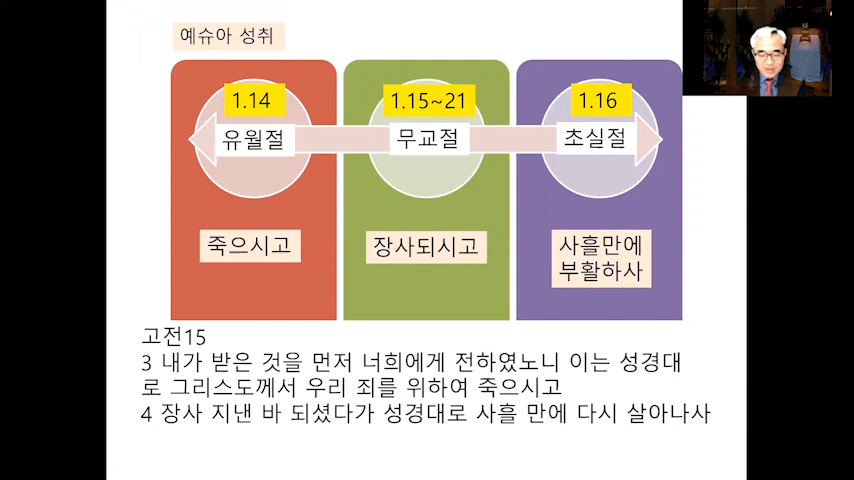 예슈아 성취
1.14
1.15~21
1.16
유월절
무교절
초실절
죽으시고
장사되시고
사흘만에
부활하사
고전15
3 내가 받은 것을 먼저 너희에게 전하였노니 이는 성경대
로 그리스도께서 우리 죄를 위하여 죽으시고
4 장사 지낸 바 되셨다가 성경대로 사흘 만에 다시 살아나사